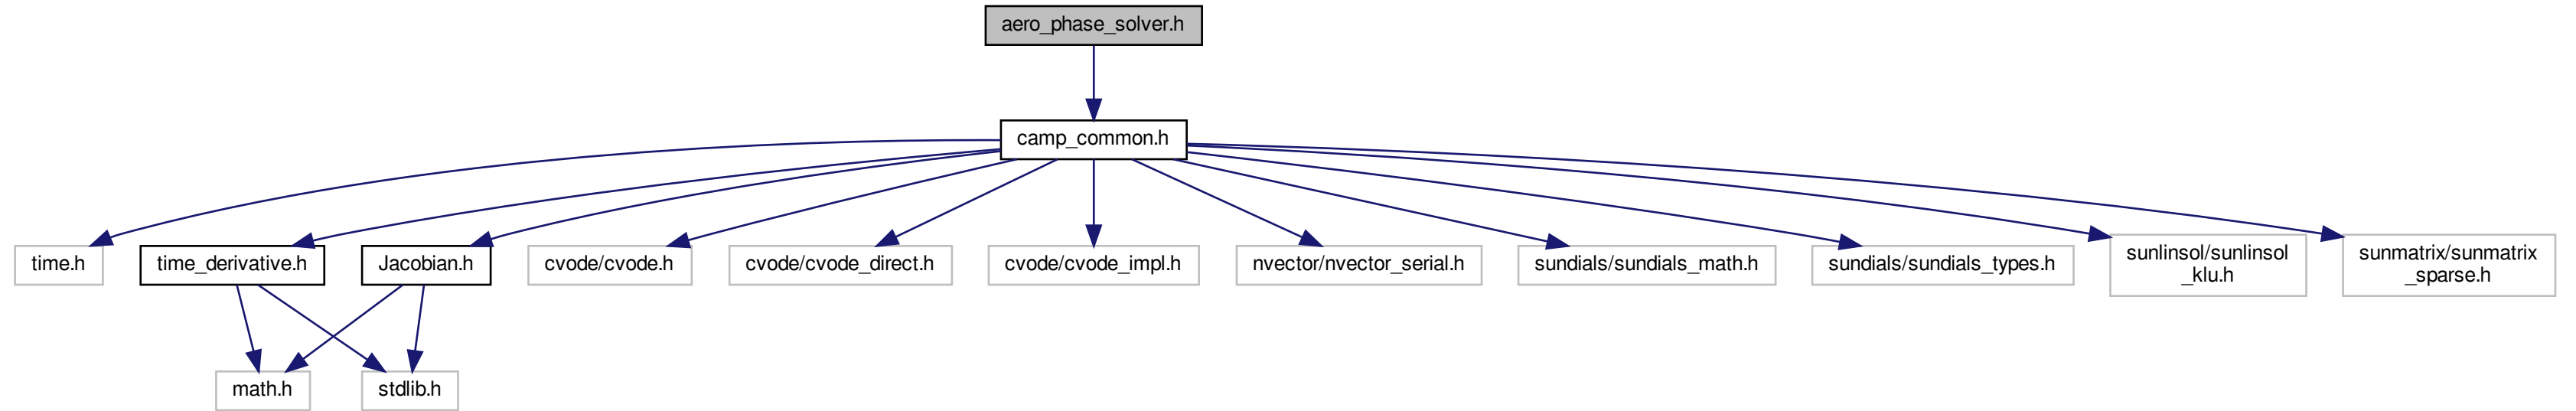 aero_phase_solver.h
camp_common.h
time.h
time_derivative.h
Jacobian.h
cvode/cvode.h
cvode/cvode_direct.h
cvode/cvode_impl.h
nvector/nvector_serial.h
sundials/sundials_math.h
sundials/sundials_types.h
sunlinsol/sunlinsol
_klu.h
sunmatrix/sunmatrix
_sparse.h
math.h
stdlib.h